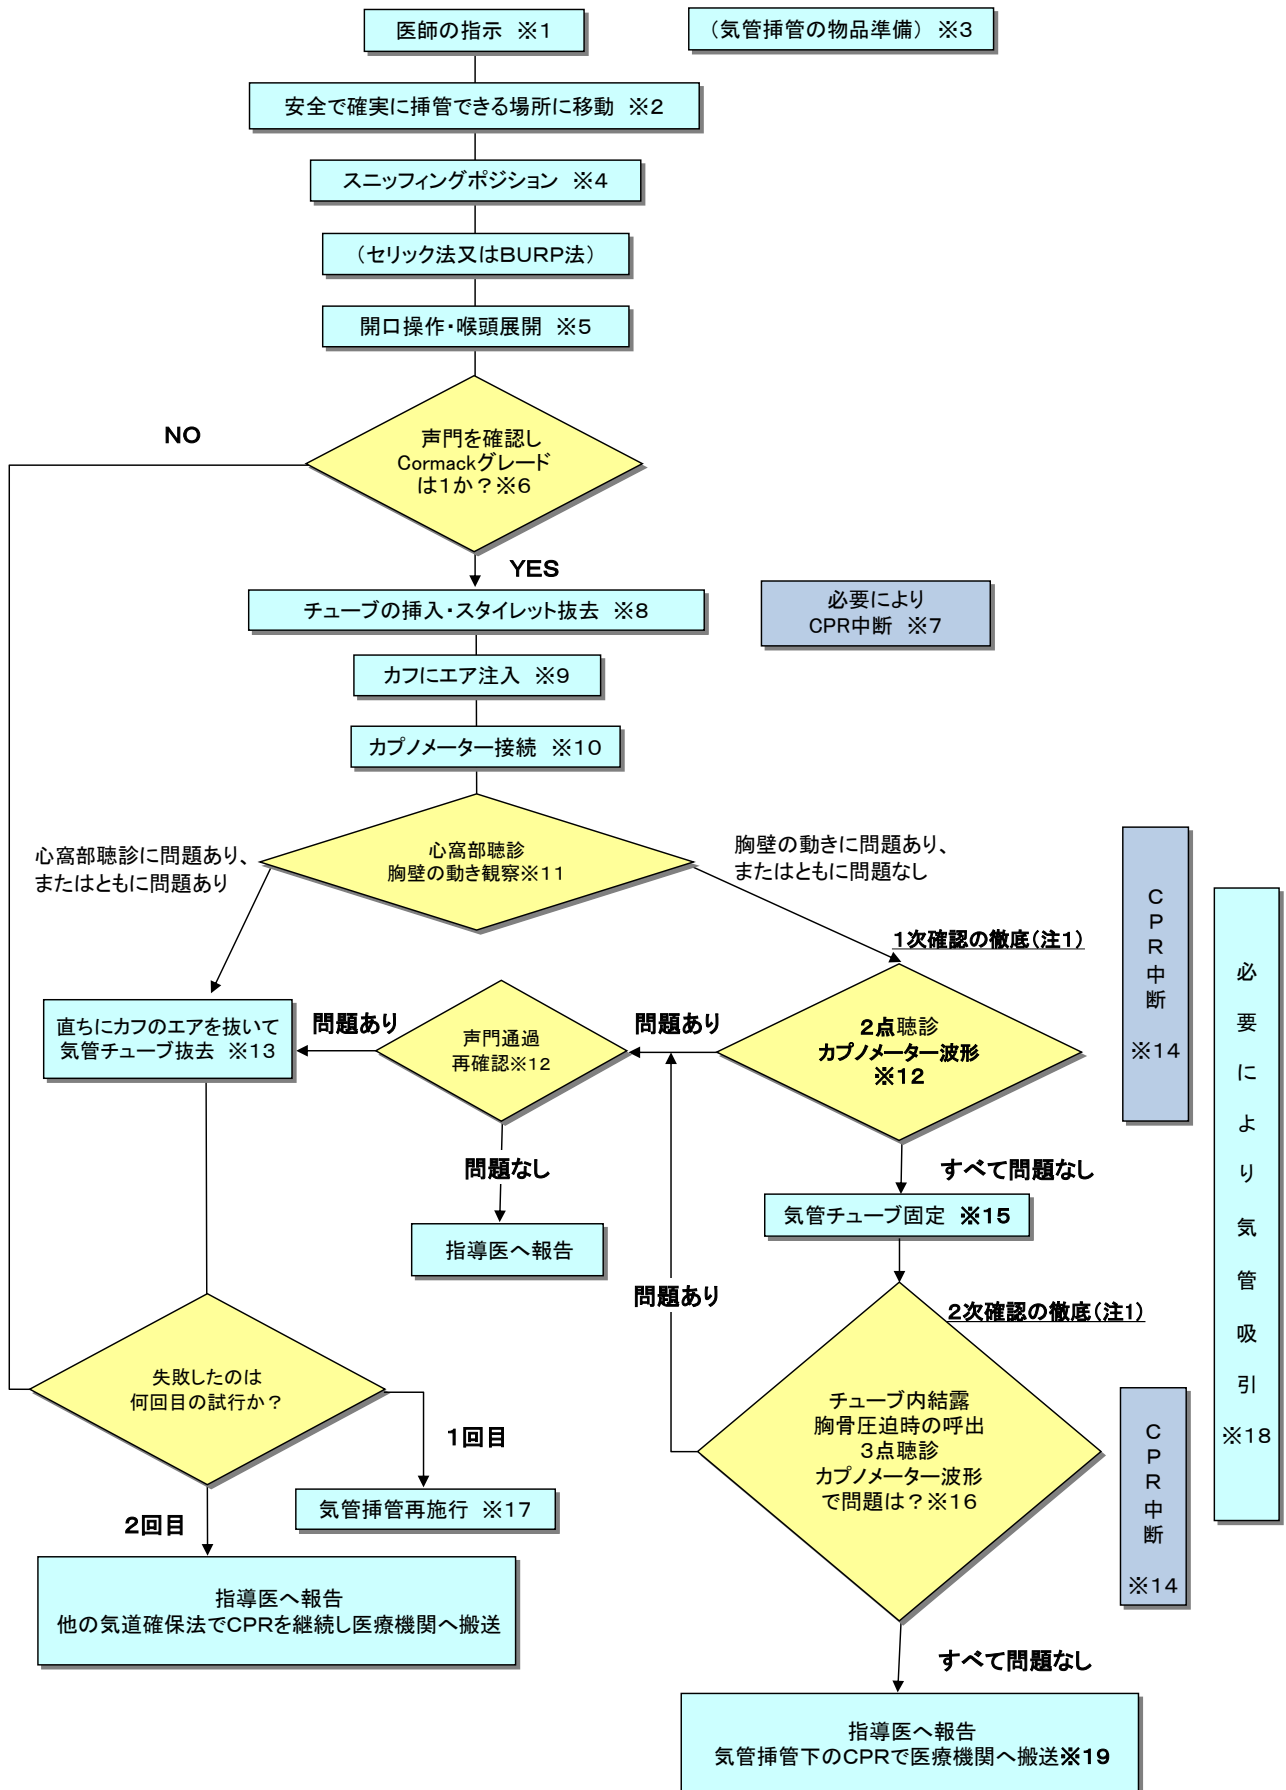 医師の指示 ※1
（気管挿管の物品準備）※3
安全で確実に挿管できる場所に移動 ※2
スニッフィングポジション ※4
（セリック法又はBURP法）
開口操作・喉頭展開 ※5
NO
声門を確認し
Cormackグレード
は1か？※6
YES
チューブの挿入・スタイレット抜去 ※8
必要により
CPR中断 ※7
カフにエア注入 ※9
カプノメーター接続 ※10
心窩部聴診に問題あり、
またはともに問題あり
心窩部聴診
胸壁の動き観察※11
胸壁の動きに問題あり、
またはともに問題なし
CPR中断
※14
必要により気管吸引
※18
1次確認の徹底(注1)
直ちにカフのエアを抜いて
気管チューブ抜去 ※13
問題あり
声門通過
再確認※12
問題あり
2点聴診
カプノメーター波形
※12
問題なし
すべて問題なし
指導医へ報告
気管チューブ固定 ※15
問題あり
2次確認の徹底(注1)
失敗したのは
何回目の試行か？
チューブ内結露
胸骨圧迫時の呼出
3点聴診
カプノメーター波形
で問題は？※16
CPR中断
※14
1回目
気管挿管再施行 ※17
2回目
指導医へ報告
他の気道確保法でCPRを継続し医療機関へ搬送
すべて問題なし
指導医へ報告
気管挿管下のCPRで医療機関へ搬送※19